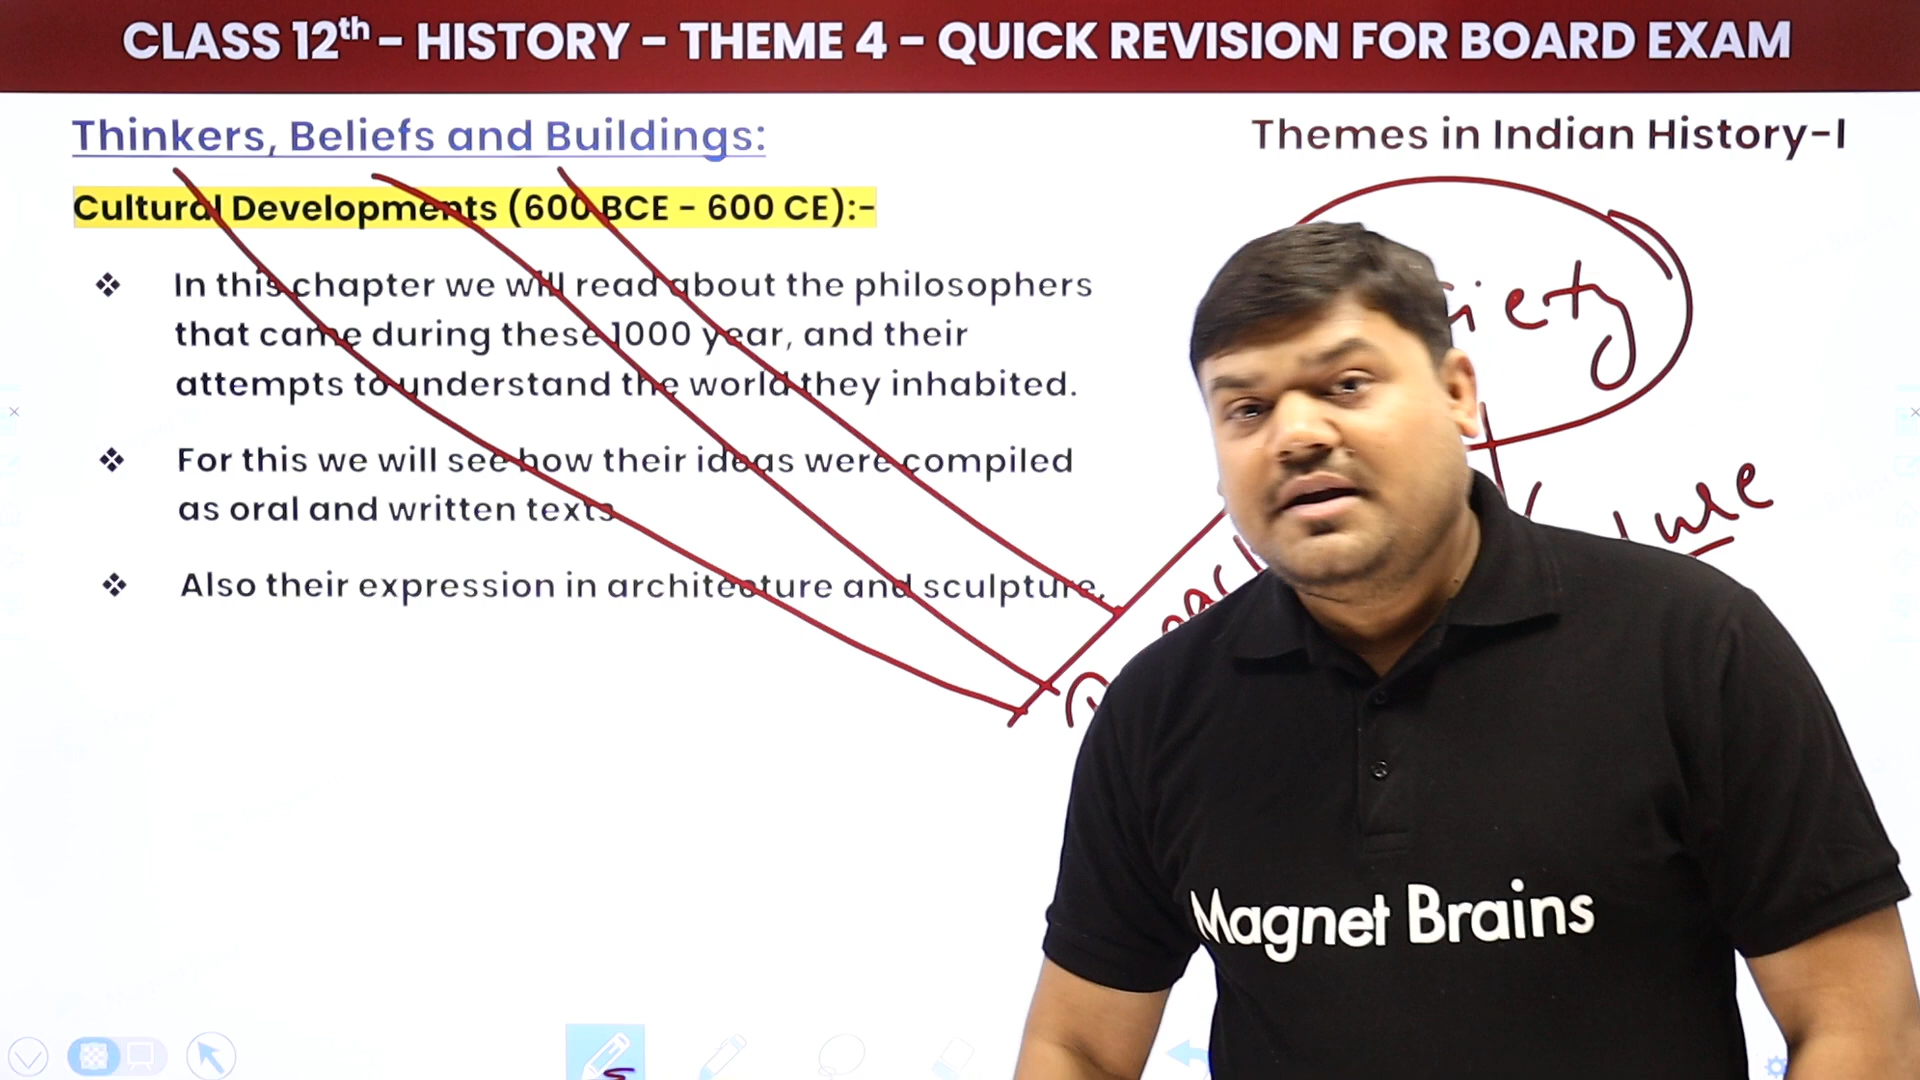 CLASS 12th - HISTORY - THEME 4 - QUICK REVISION FOR BOARD EXAM
Thinkers, Beliefs and Buildings:
Themes in Indian History-I
Cultural Developments (600 BCE - 600 CE):-
❖ In this chapter we will read about the philosophers
that came during these 1000 year, and their
attempts to understand the world they inhabited.
❖ For this we will see how their ideas were compiled
as oral and written texts
❖ Also their expression in architecture and sculpture.
Magnet Brains